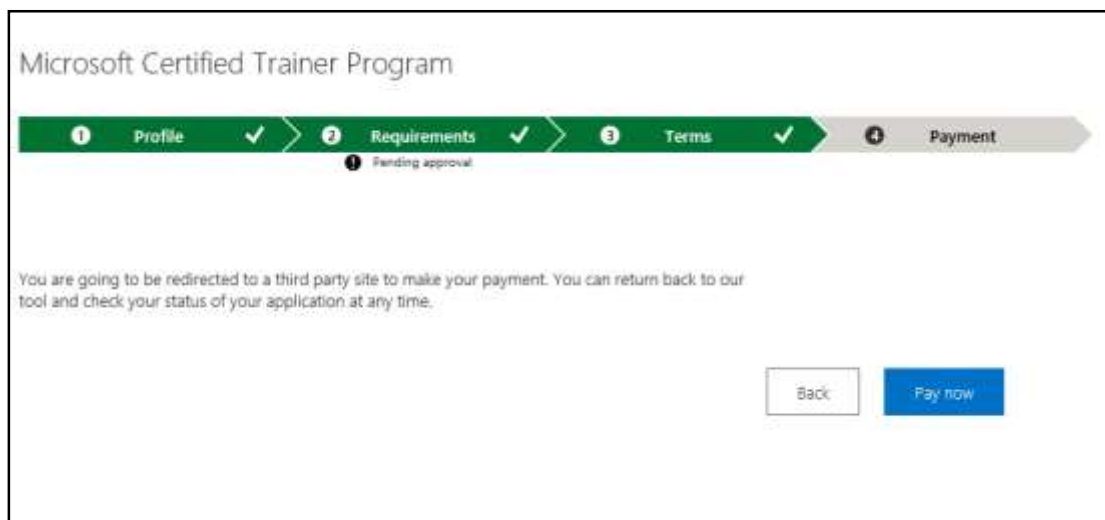 Microsoft Certified Trainer Program
1 Profile 2 Requirements 3 Terms 4 Payment
! Pending approval
You are going to be redirected to a third party site to make your payment. You can return back to our
tool and check your status of your application at any time.
Back Pay now